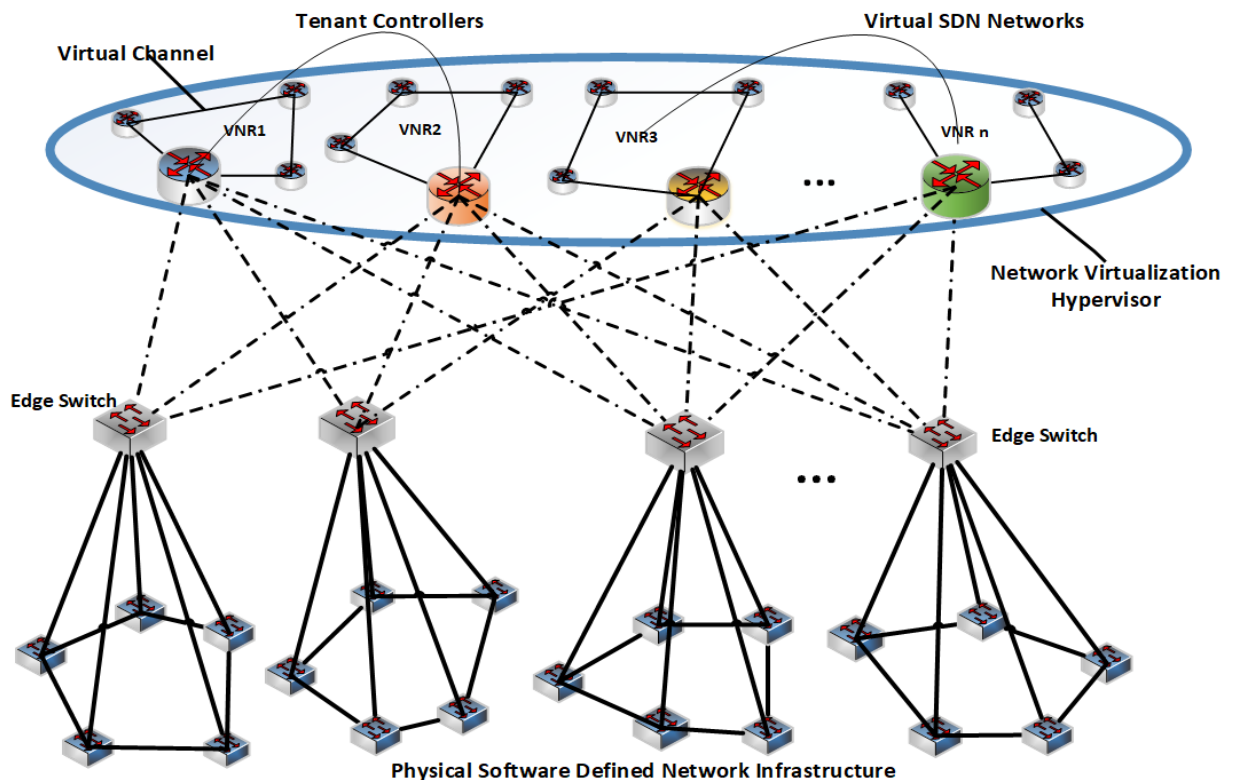 Tenant Controllers
Virtual SDN Networks
Virtual Channel
VNR1
VNR2
VNR3
VNR n
...
Network Virtualization
Hypervisor
Edge Switch
Edge Switch
...
Physical Software Defined Network Infrastructure